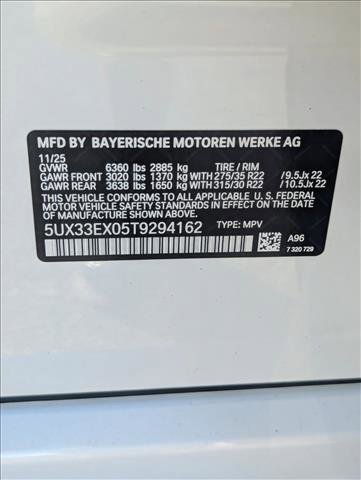 MFD BY BAYERISCHE MOTOREN WERKE AG
11/25
GVWR 6360 lbs 2885 kg TIRE / RIM
GAWR FRONT 3020 lbs 1370 kg WITH 275/35 R22 /9.5Jx 22
GAWR REAR 3638 lbs 1650 kg WITH 315/30 R22 /10.5Jx 22
THIS VEHICLE CONFORMS TO ALL APPLICABLE U. S. FEDERAL
MOTOR VEHICLE SAFETY STANDARDS IN EFFECT ON THE
DATE OF MANUFACTURE SHOWN ABOVE.
5UX33EX05T9294162 TYPE: MPV
A96
7 320 729